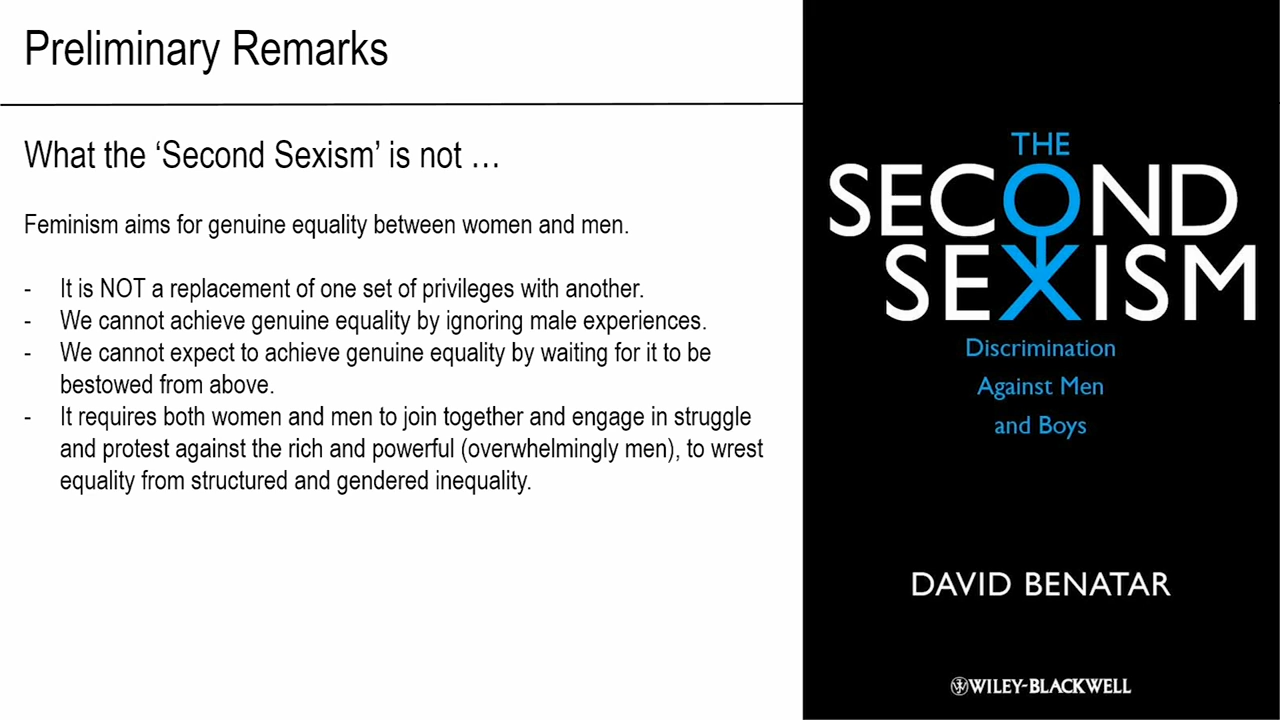 Preliminary Remarks
What the ‘Second Sexism’ is not …
Feminism aims for genuine equality between women and men.
- It is NOT a replacement of one set of privileges with another.
- We cannot achieve genuine equality by ignoring male experiences.
- We cannot expect to achieve genuine equality by waiting for it to be
bestowed from above.
- It requires both women and men to join together and engage in struggle
and protest against the rich and powerful (overwhelmingly men), to wrest
equality from structured and gendered inequality.
THE
SECOND
SEXISM
Discrimination
Against Men
and Boys
DAVID BENATAR
WILEY-BLACKWELL